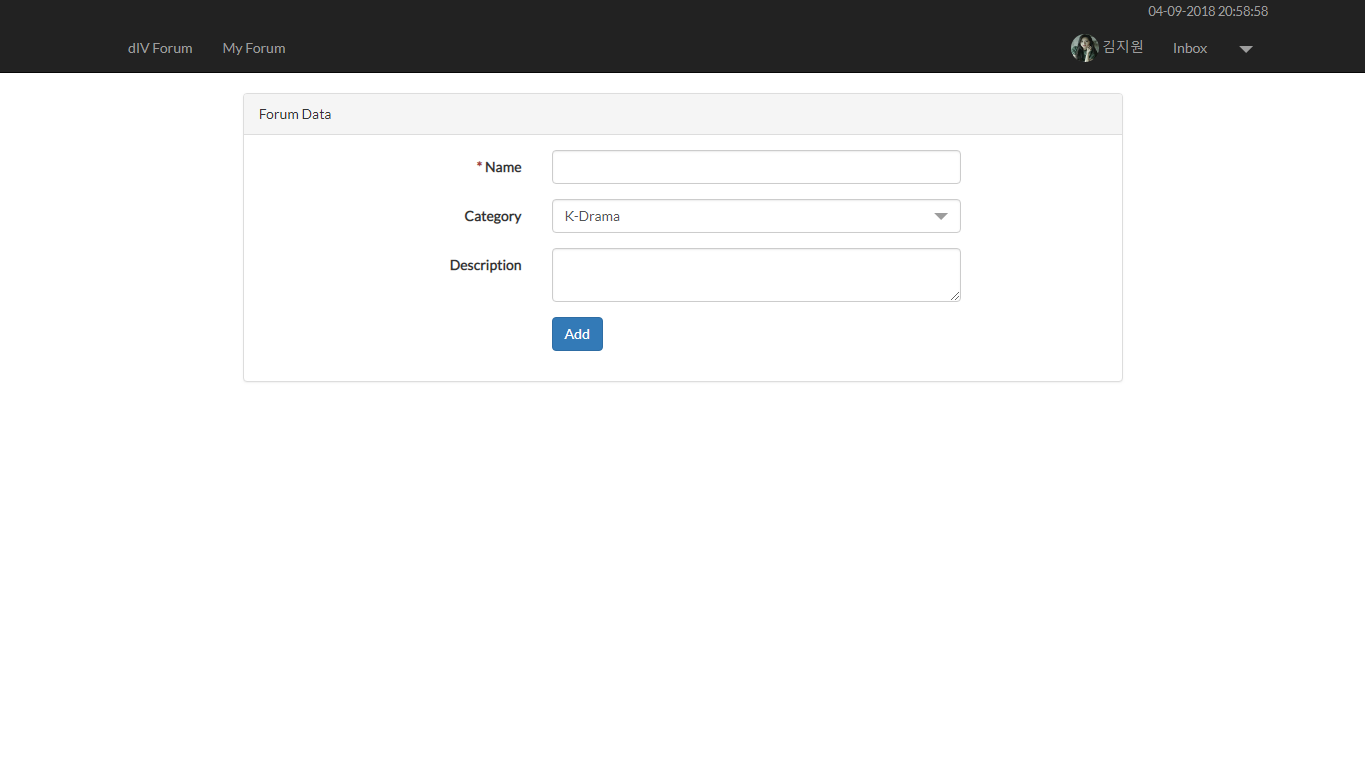 04-09-2018 20:58:58
dIV Forum My Forum 김지원 Inbox
Forum Data
* Name
Category K-Drama
Description
Add